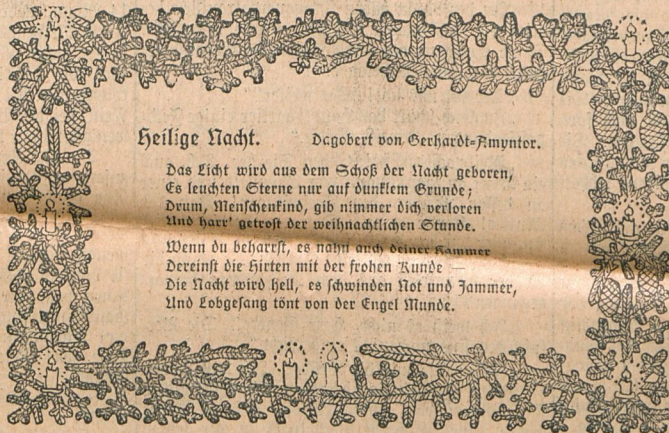 Heilige Nacht. Dagobert von Gerhardt-Amyntor.
Das Licht wird aus dem Schoß der Nacht geboren,
Es leuchten Sterne nur auf dunklem Grunde;
Drum, Menschenkind, gib nimmer dich verloren
Und harr' getrost der weihnachtlichen Stunde.
Wenn du beharrst, es nahn auch deiner Kammer
Dereinst die Hirten mit der frohen Kunde —
Die Nacht wird hell, es schwinden Not und Jammer,
Und Lobgesang tönt von der Engel Munde.